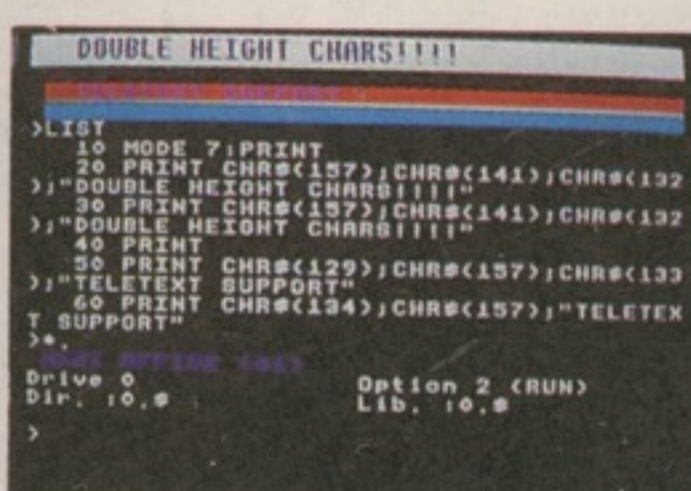 DOUBLE HEIGHT CHARS!!!!
TELETEXT SUPPORT
>LIST
10 MODE 7:PRINT
20 PRINT CHR$(157);CHR$(141);CHR$(132
);"DOUBLE HEIGHT CHARS!!!!"
30 PRINT CHR$(157);CHR$(141);CHR$(132
);"DOUBLE HEIGHT CHARS!!!!"
40 PRINT
50 PRINT CHR$(129);CHR$(157);CHR$(133
);"TELETEXT SUPPORT"
60 PRINT CHR$(134);CHR$(157);"TELETEX
T SUPPORT"
>*.
Drive 0 Option 2 (RUN)
Dir. :0.$ Lib. :0.$
>